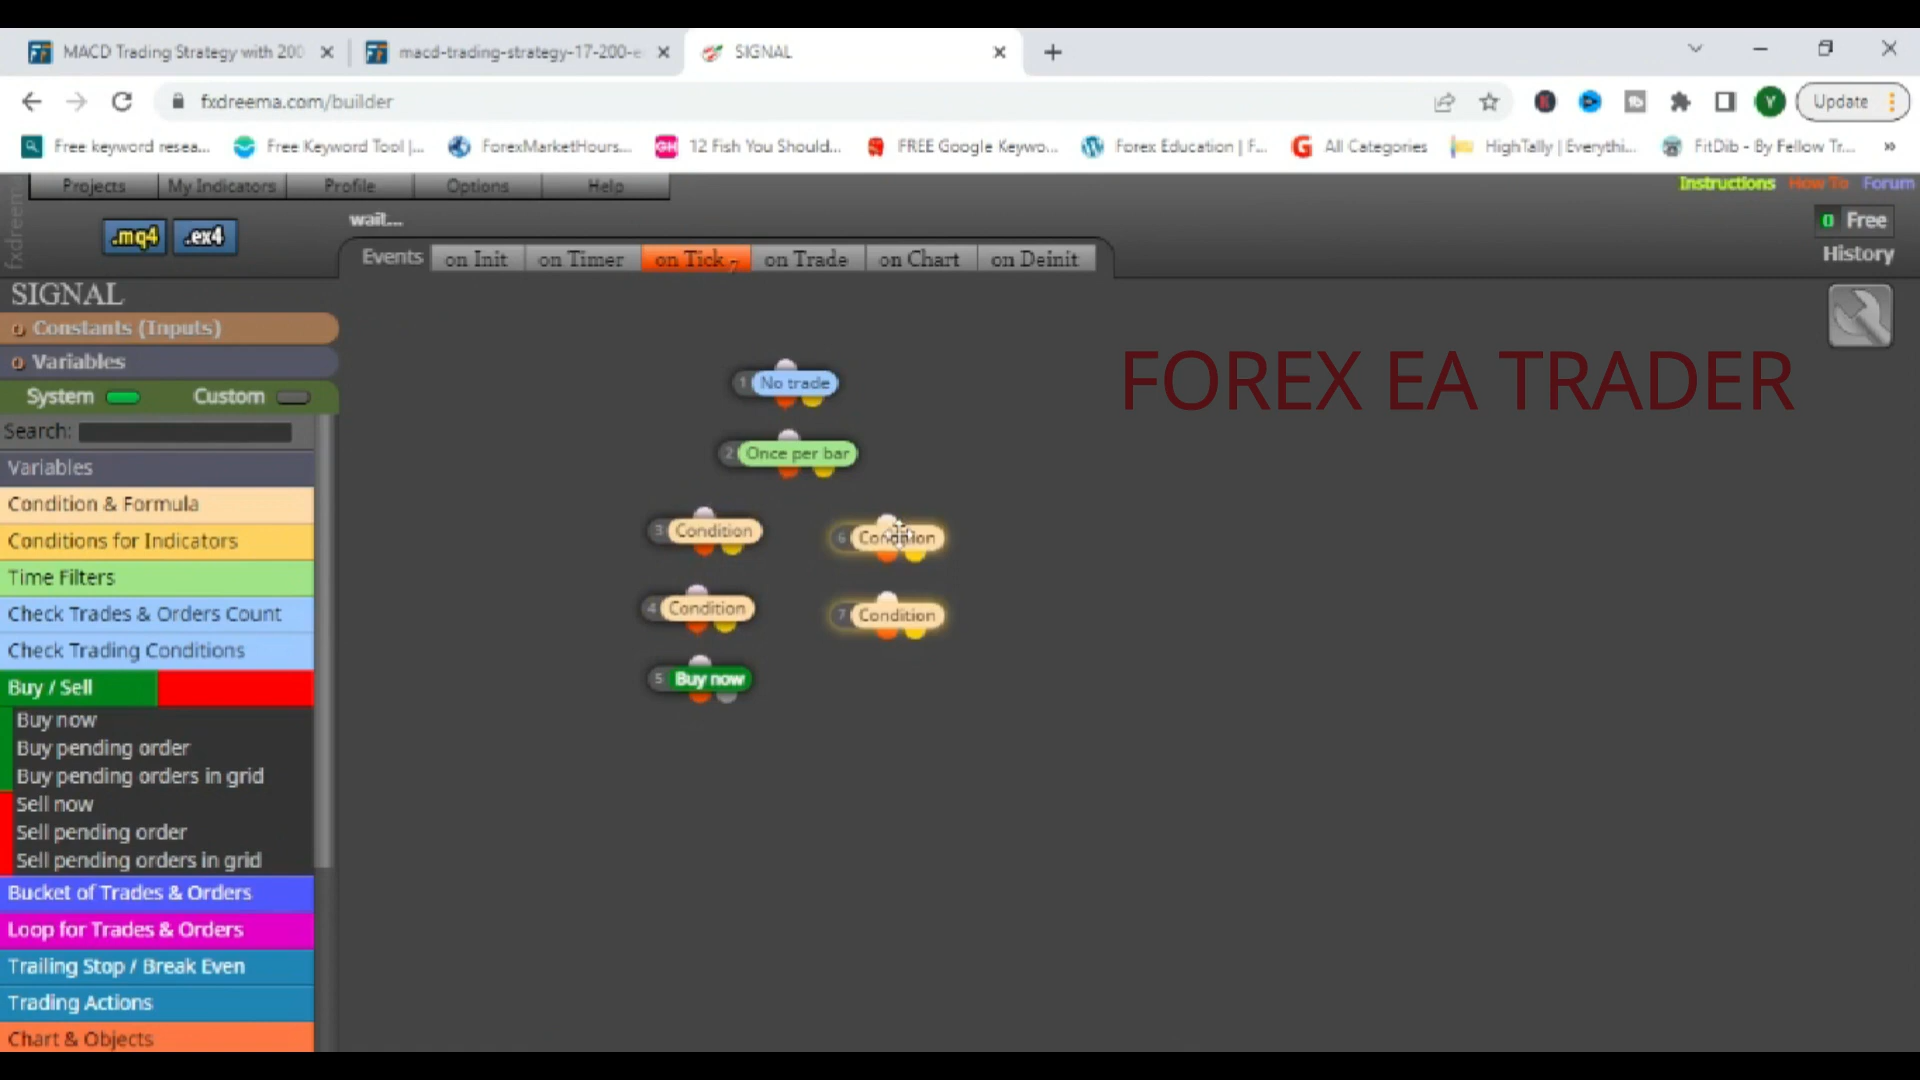 MACD Trading Strategy with 200
macd-trading-strategy-17-200-e
SIGNAL
fxdreema.com/builder
Update
Free keyword resea...
Free Keyword Tool |...
ForexMarketHours...
12 Fish You Should...
FREE Google Keywo...
Forex Education | F...
All Categories
HighTally | Everythi...
FitDib - By Fellow Tr...
Projects
My Indicators
Profile
Options
Help
Instructions
How To
Forum
fxdreem
.mq4
.ex4
wait...
0 Free
Events
on Init
on Timer
on Tick 7
on Trade
on Chart
on Deinit
History
SIGNAL
0 Constants (Inputs)
0 Variables
System
Custom
Search:
Variables
Condition & Formula
Conditions for Indicators
Time Filters
Check Trades & Orders Count
Check Trading Conditions
Buy / Sell
Buy now
Buy pending order
Buy pending orders in grid
Sell now
Sell pending order
Sell pending orders in grid
Bucket of Trades & Orders
Loop for Trades & Orders
Trailing Stop / Break Even
Trading Actions
Chart & Objects
FOREX EA TRADER
1 No trade
2 Once per bar
3 Condition
6 Condition
4 Condition
7 Condition
5 Buy now